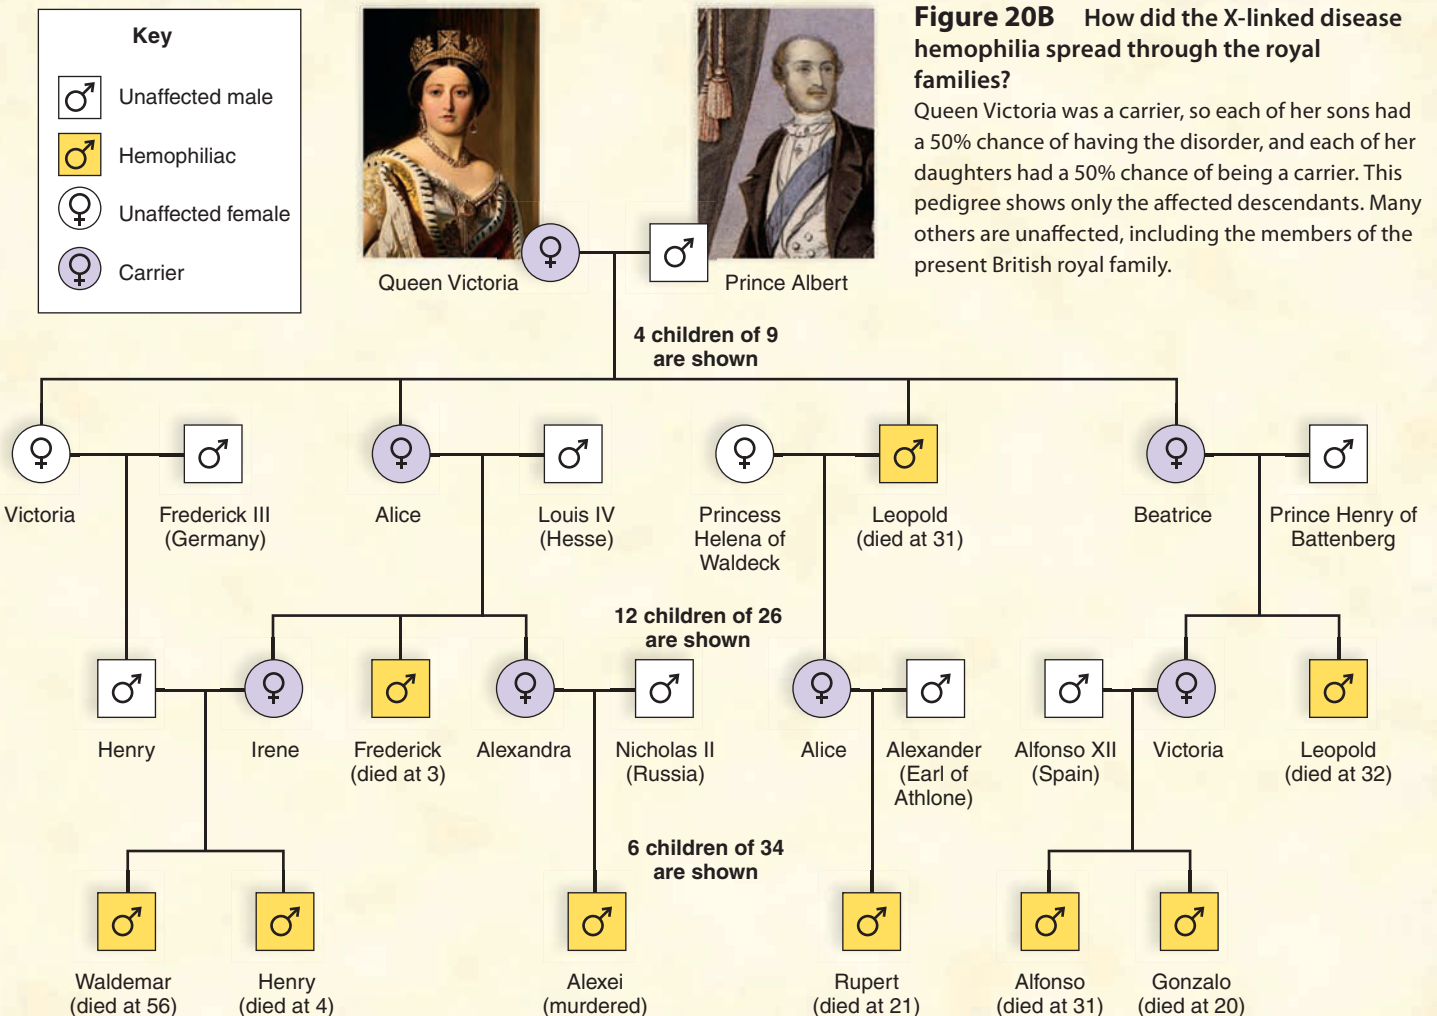 Key
Unaffected male
Hemophiliac
Unaffected female
Carrier
Figure 20B How did the X-linked disease
hemophilia spread through the royal
families?
Queen Victoria was a carrier, so each of her sons had
a 50% chance of having the disorder, and each of her
daughters had a 50% chance of being a carrier. This
pedigree shows only the affected descendants. Many
others are unaffected, including the members of the
present British royal family.
Queen Victoria
Prince Albert
4 children of 9
are shown
Victoria
Frederick III
(Germany)
Alice
Louis IV
(Hesse)
Princess
Helena of
Waldeck
Leopold
(died at 31)
Beatrice
Prince Henry of
Battenberg
12 children of 26
are shown
Henry
Irene
Frederick
(died at 3)
Alexandra
Nicholas II
(Russia)
Alice
Alexander
(Earl of
Athlone)
Alfonso XII
(Spain)
Victoria
Leopold
(died at 32)
6 children of 34
are shown
Waldemar
(died at 56)
Henry
(died at 4)
Alexei
(murdered)
Rupert
(died at 21)
Alfonso
(died at 31)
Gonzalo
(died at 20)